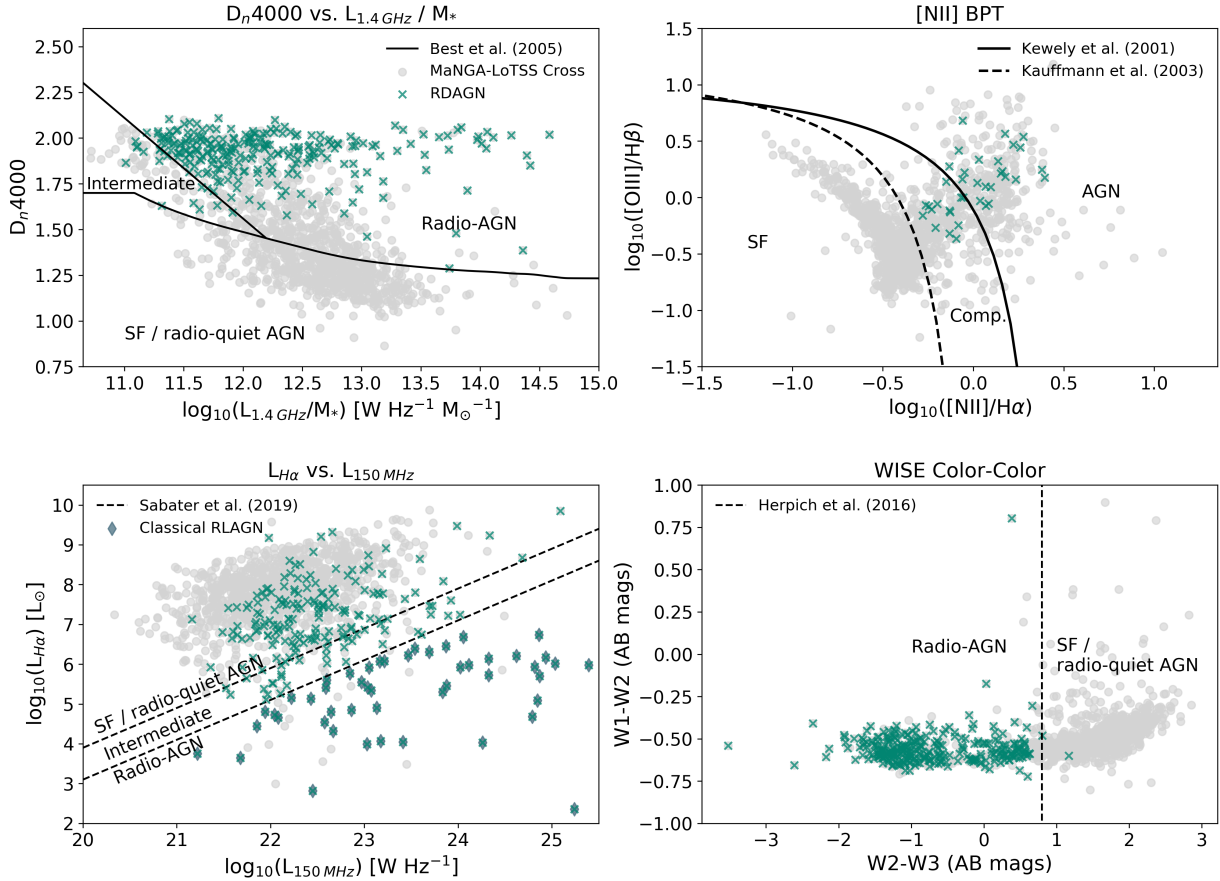 Dn4000 vs. L1.4 GHz / M*
2.50
2.25
2.00
1.75
1.50
1.25
1.00
0.75
Dn4000
Best et al. (2005)
MaNGA-LoTSS Cross
RDAGN
Intermediate
Radio-AGN
SF / radio-quiet AGN
11.0 11.5 12.0 12.5 13.0 13.5 14.0 14.5 15.0
log10(L1.4 GHz/M*) [W Hz−1 M⊙−1]
[NII] BPT
1.5
1.0
0.5
0.0
−0.5
−1.0
−1.5
log10([OIII]/Hβ)
Kewely et al. (2001)
Kauffmann et al. (2003)
AGN
SF
Comp.
−1.5 −1.0 −0.5 0.0 0.5 1.0
log10([NII]/Hα)
LHα vs. L150 MHz
10
9
8
7
6
5
4
3
2
log10(LHα) [L⊙]
Sabater et al. (2019)
Classical RLAGN
SF / radio-quiet AGN
Intermediate
Radio-AGN
20 21 22 23 24 25
log10(L150 MHz) [W Hz−1]
WISE Color-Color
1.00
0.75
0.50
0.25
0.00
−0.25
−0.50
−0.75
−1.00
W1-W2 (AB mags)
Herpich et al. (2016)
Radio-AGN
SF /
radio-quiet AGN
−3 −2 −1 0 1 2 3
W2-W3 (AB mags)